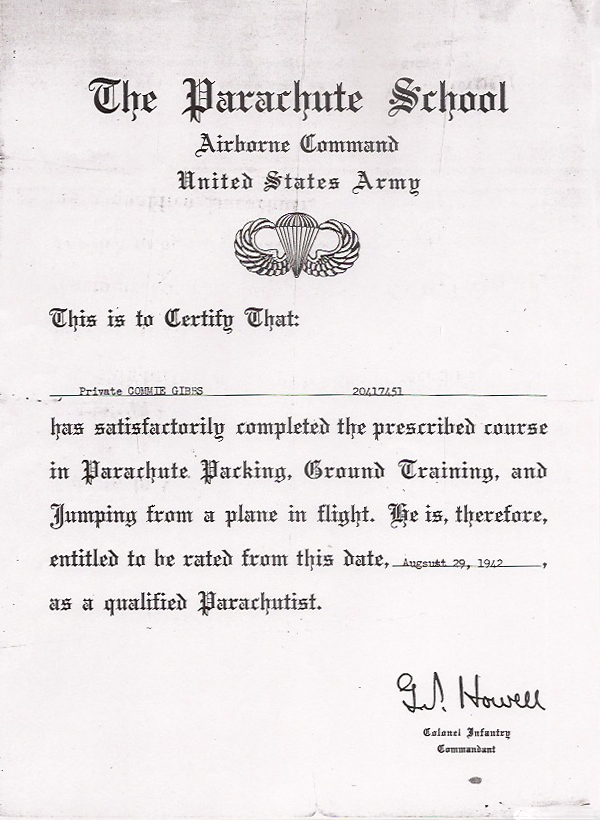 The Parachute School
Airborne Command
United States Army
This is to Certify That:
Private COMMIE GIBBS 20417451
has satisfactorily completed the prescribed course
in Parachute Packing, Ground Training, and
Jumping from a plane in flight. He is, therefore,
entitled to be rated from this date, August 29, 1942,
as a qualified Parachutist.
G.P. Howell
Colonel Infantry
Commandant